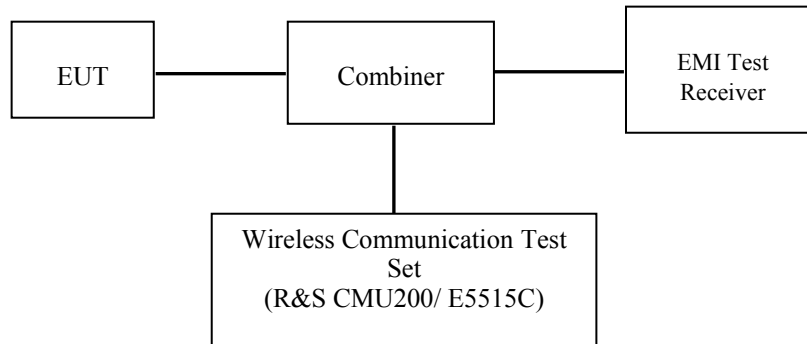 EUT
Combiner
EMI Test
Receiver
Wireless Communication Test
Set
(R&S CMU200/ E5515C)